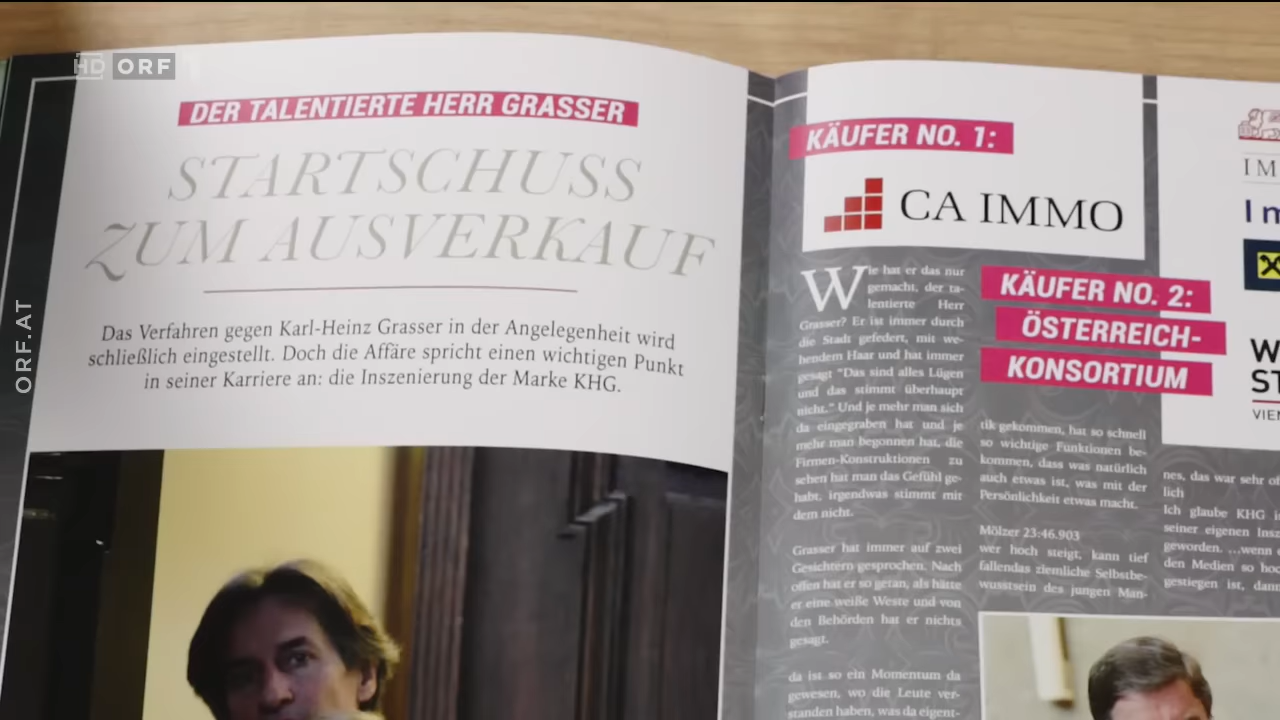 HD ORF
ORF.AT
DER TALENTIERTE HERR GRASSER
STARTSCHUSS
ZUM AUSVERKAUF
Das Verfahren gegen Karl-Heinz Grasser in der Angelegenheit wird
schließlich eingestellt. Doch die Affäre spricht einen wichtigen Punkt
in seiner Karriere an: die Inszenierung der Marke KHG.
KÄUFER NO. 1:
CA IMMO
Wie hat er das nur
gemacht, der ta-
lentierte Herr
Grasser? Er ist immer durch
die Stadt gefedert, mit we-
hendem Haar und hat immer
gesagt "Das sind alles Lügen
und das stimmt überhaupt
nicht." Und je mehr man sich
da eingegraben hat und je
mehr man begonnen hat, die
Firmen-Konstruktionen zu
sehen hat man das Gefühl ge-
habt, irgendwas stimmt mit
dem nicht.
Grasser hat immer auf zwei
Gesichtern gesprochen. Nach
offen hat er so geran, als hätte
er eine weiße Weste und von
den Behörden hat er nichts
gesagt.
da ist so ein Momentum da
gewesen, wo die Leute ver-
standen haben, was da eigent-
KÄUFER NO. 2:
ÖSTERREICH-
KONSORTIUM
tik gekommen, hat so schnell
so wichtige Funktionen be-
kommen, dass was natürlich
auch etwas ist, was mit der
Persönlichkeit etwas macht.
Mölzer 23:46.903
wer hoch steigt, kann tief
fallendas ziemliche Selbstbe-
wusstsein des jungen Man-
IM
Im
W
ST
VIEN
nes, das war sehr of
lich
Ich glaube KHG is
seiner eigenen Insz
geworden. ...wenn e
den Medien so hoc
gestiegen ist, dann